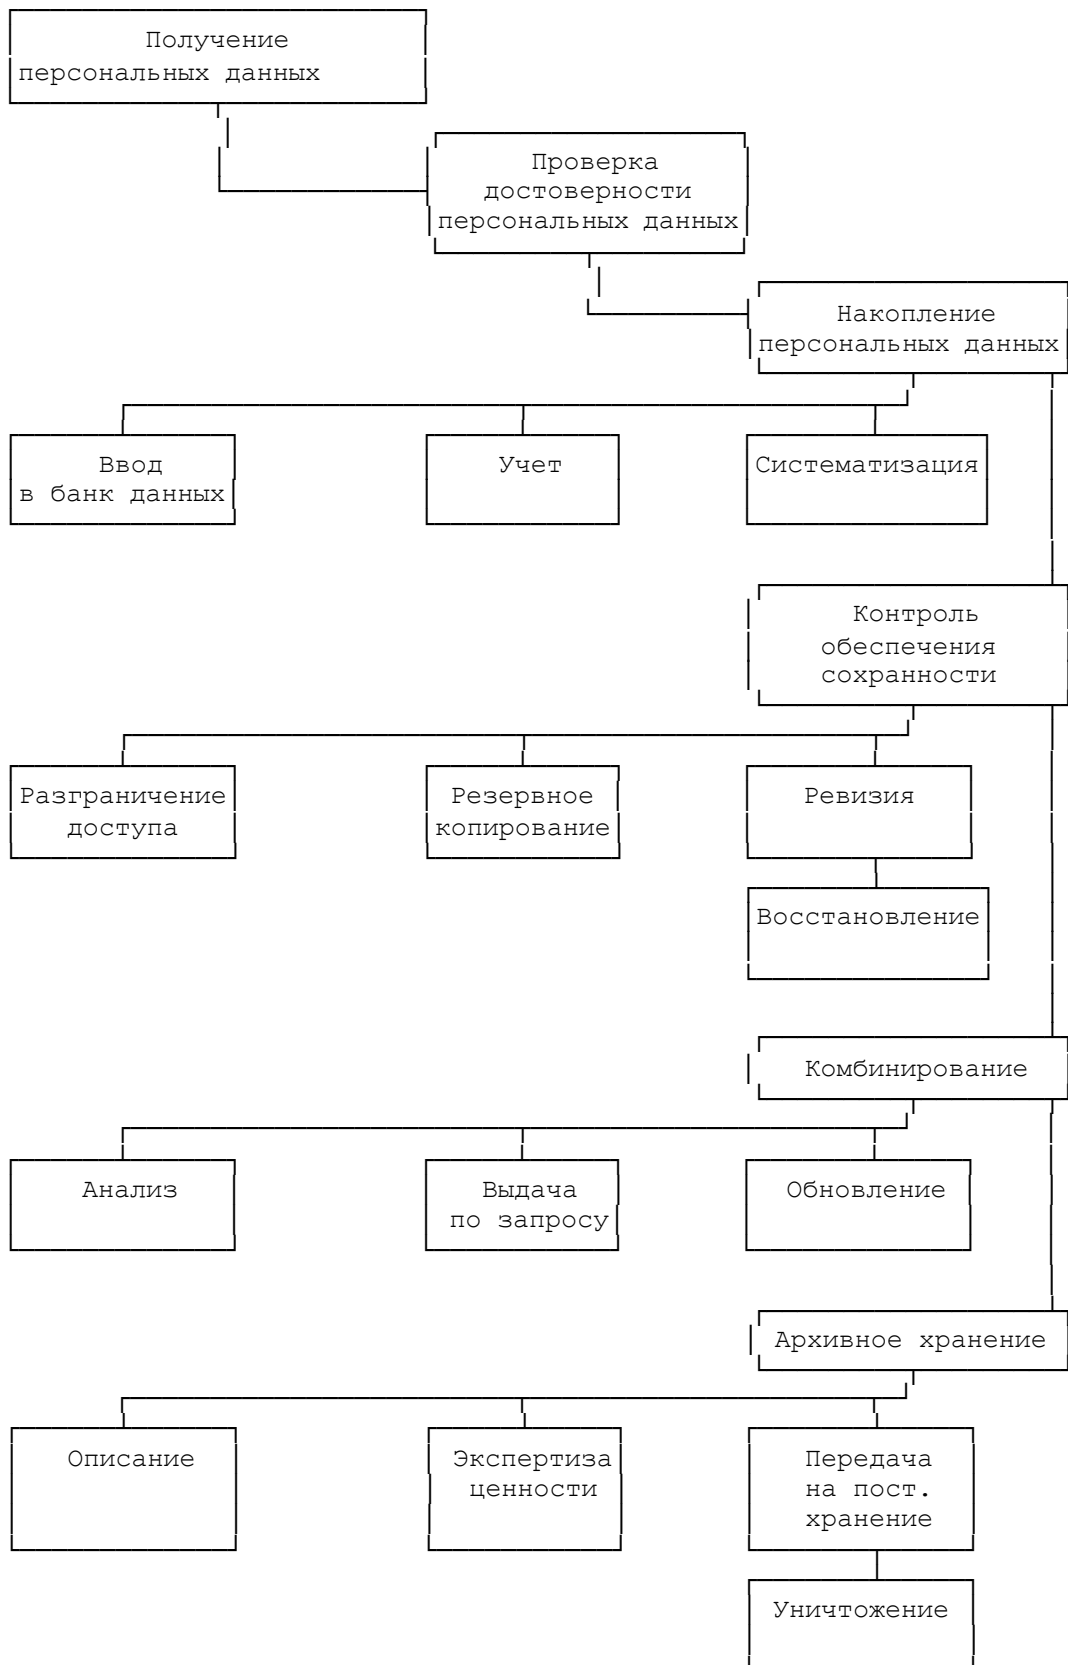 Получение
персональных данных
Проверка
достоверности
персональных данных
Накопление
персональных данных
Ввод
в банк данных
Учет
Систематизация
Контроль
обеспечения
сохранности
Разграничение
доступа
Резервное
копирование
Ревизия
Восстановление
Комбинирование
Анализ
Выдача
по запросу
Обновление
Архивное хранение
Описание
Экспертиза
ценности
Передача
на пост.
хранение
Уничтожение